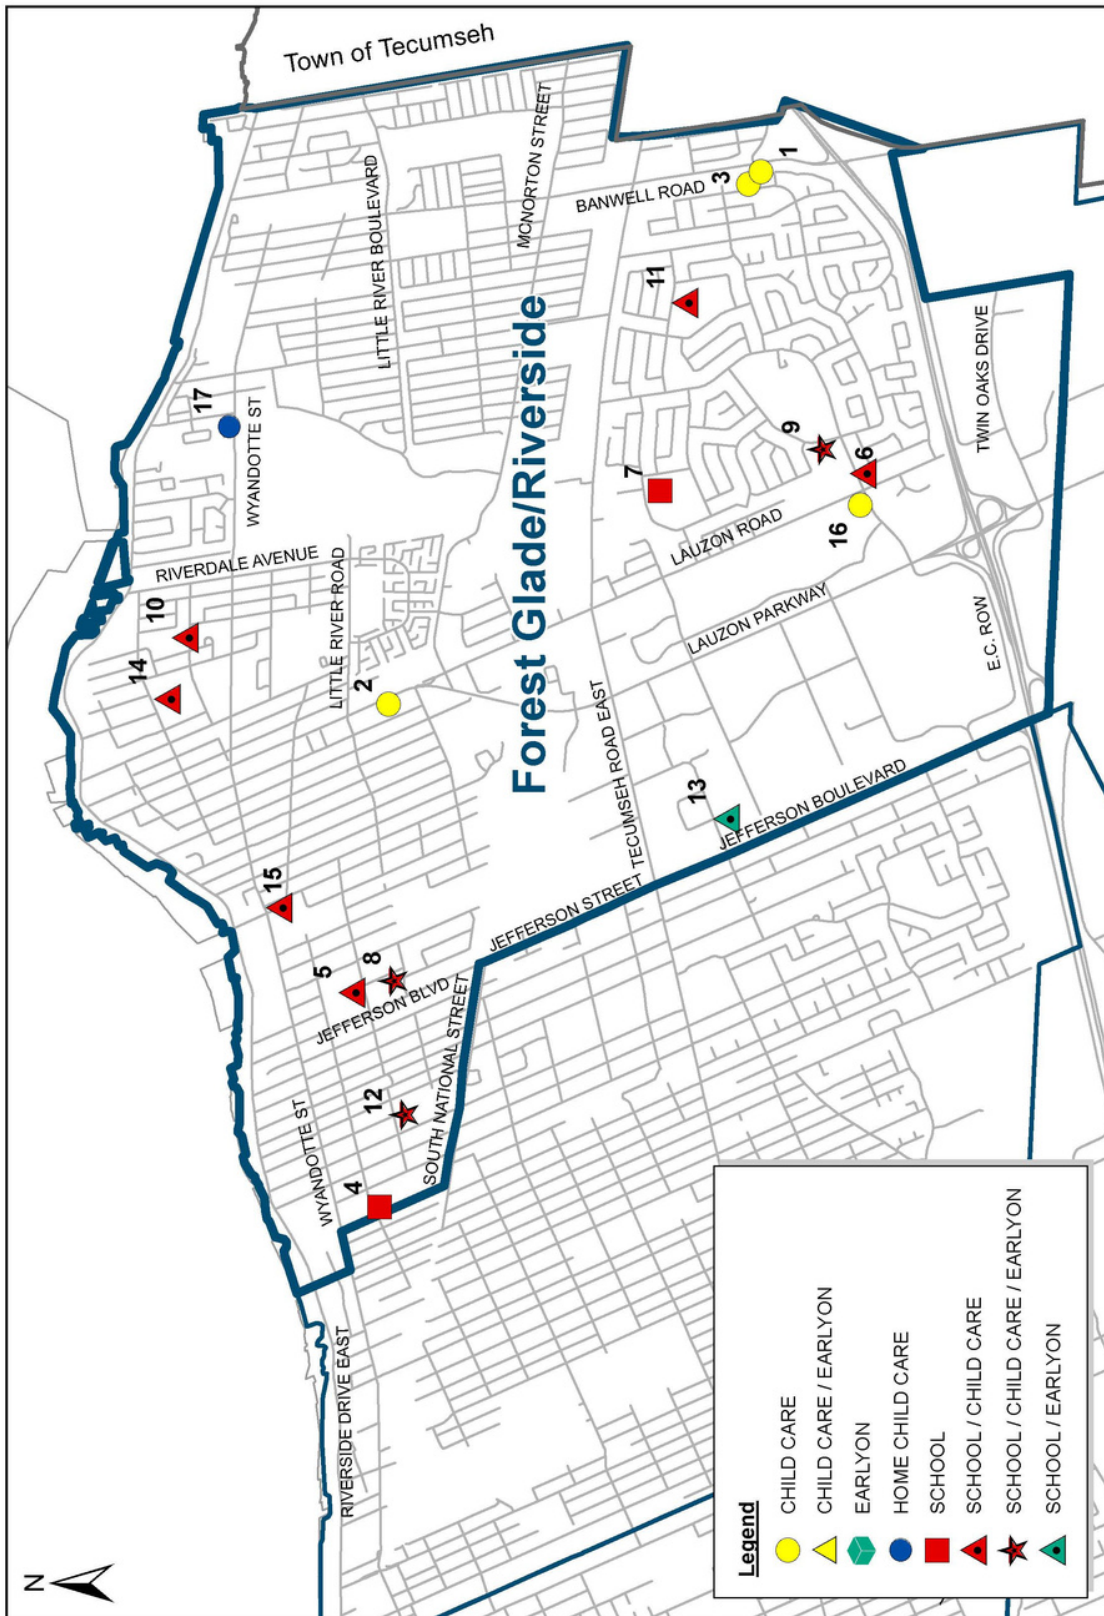 N
Town of Tecumseh
RIVERSIDE DRIVE EAST
WYANDOTTE ST
4
12
SOUTH NATIONAL STREET
5
8
JEFFERSON BLVD
JEFFERSON STREET
15
14
10
2
LITTLE RIVER ROAD
RIVERDALE AVENUE
17
WYANDOTTE ST
LITTLE RIVER BOULEVARD
MCNORTON STREET
Forest Glade/Riverside
BANWELL ROAD
3
1
11
7
9
6
16
LAUZON ROAD
LAUZON PARKWAY
TECUMSEH ROAD EAST
13
JEFFERSON BOULEVARD
E.C. ROW
TWIN OAKS DRIVE
Legend
CHILD CARE
CHILD CARE / EARLYON
EARLYON
HOME CHILD CARE
SCHOOL
SCHOOL / CHILD CARE
SCHOOL / CHILD CARE / EARLYON
SCHOOL / EARLYON